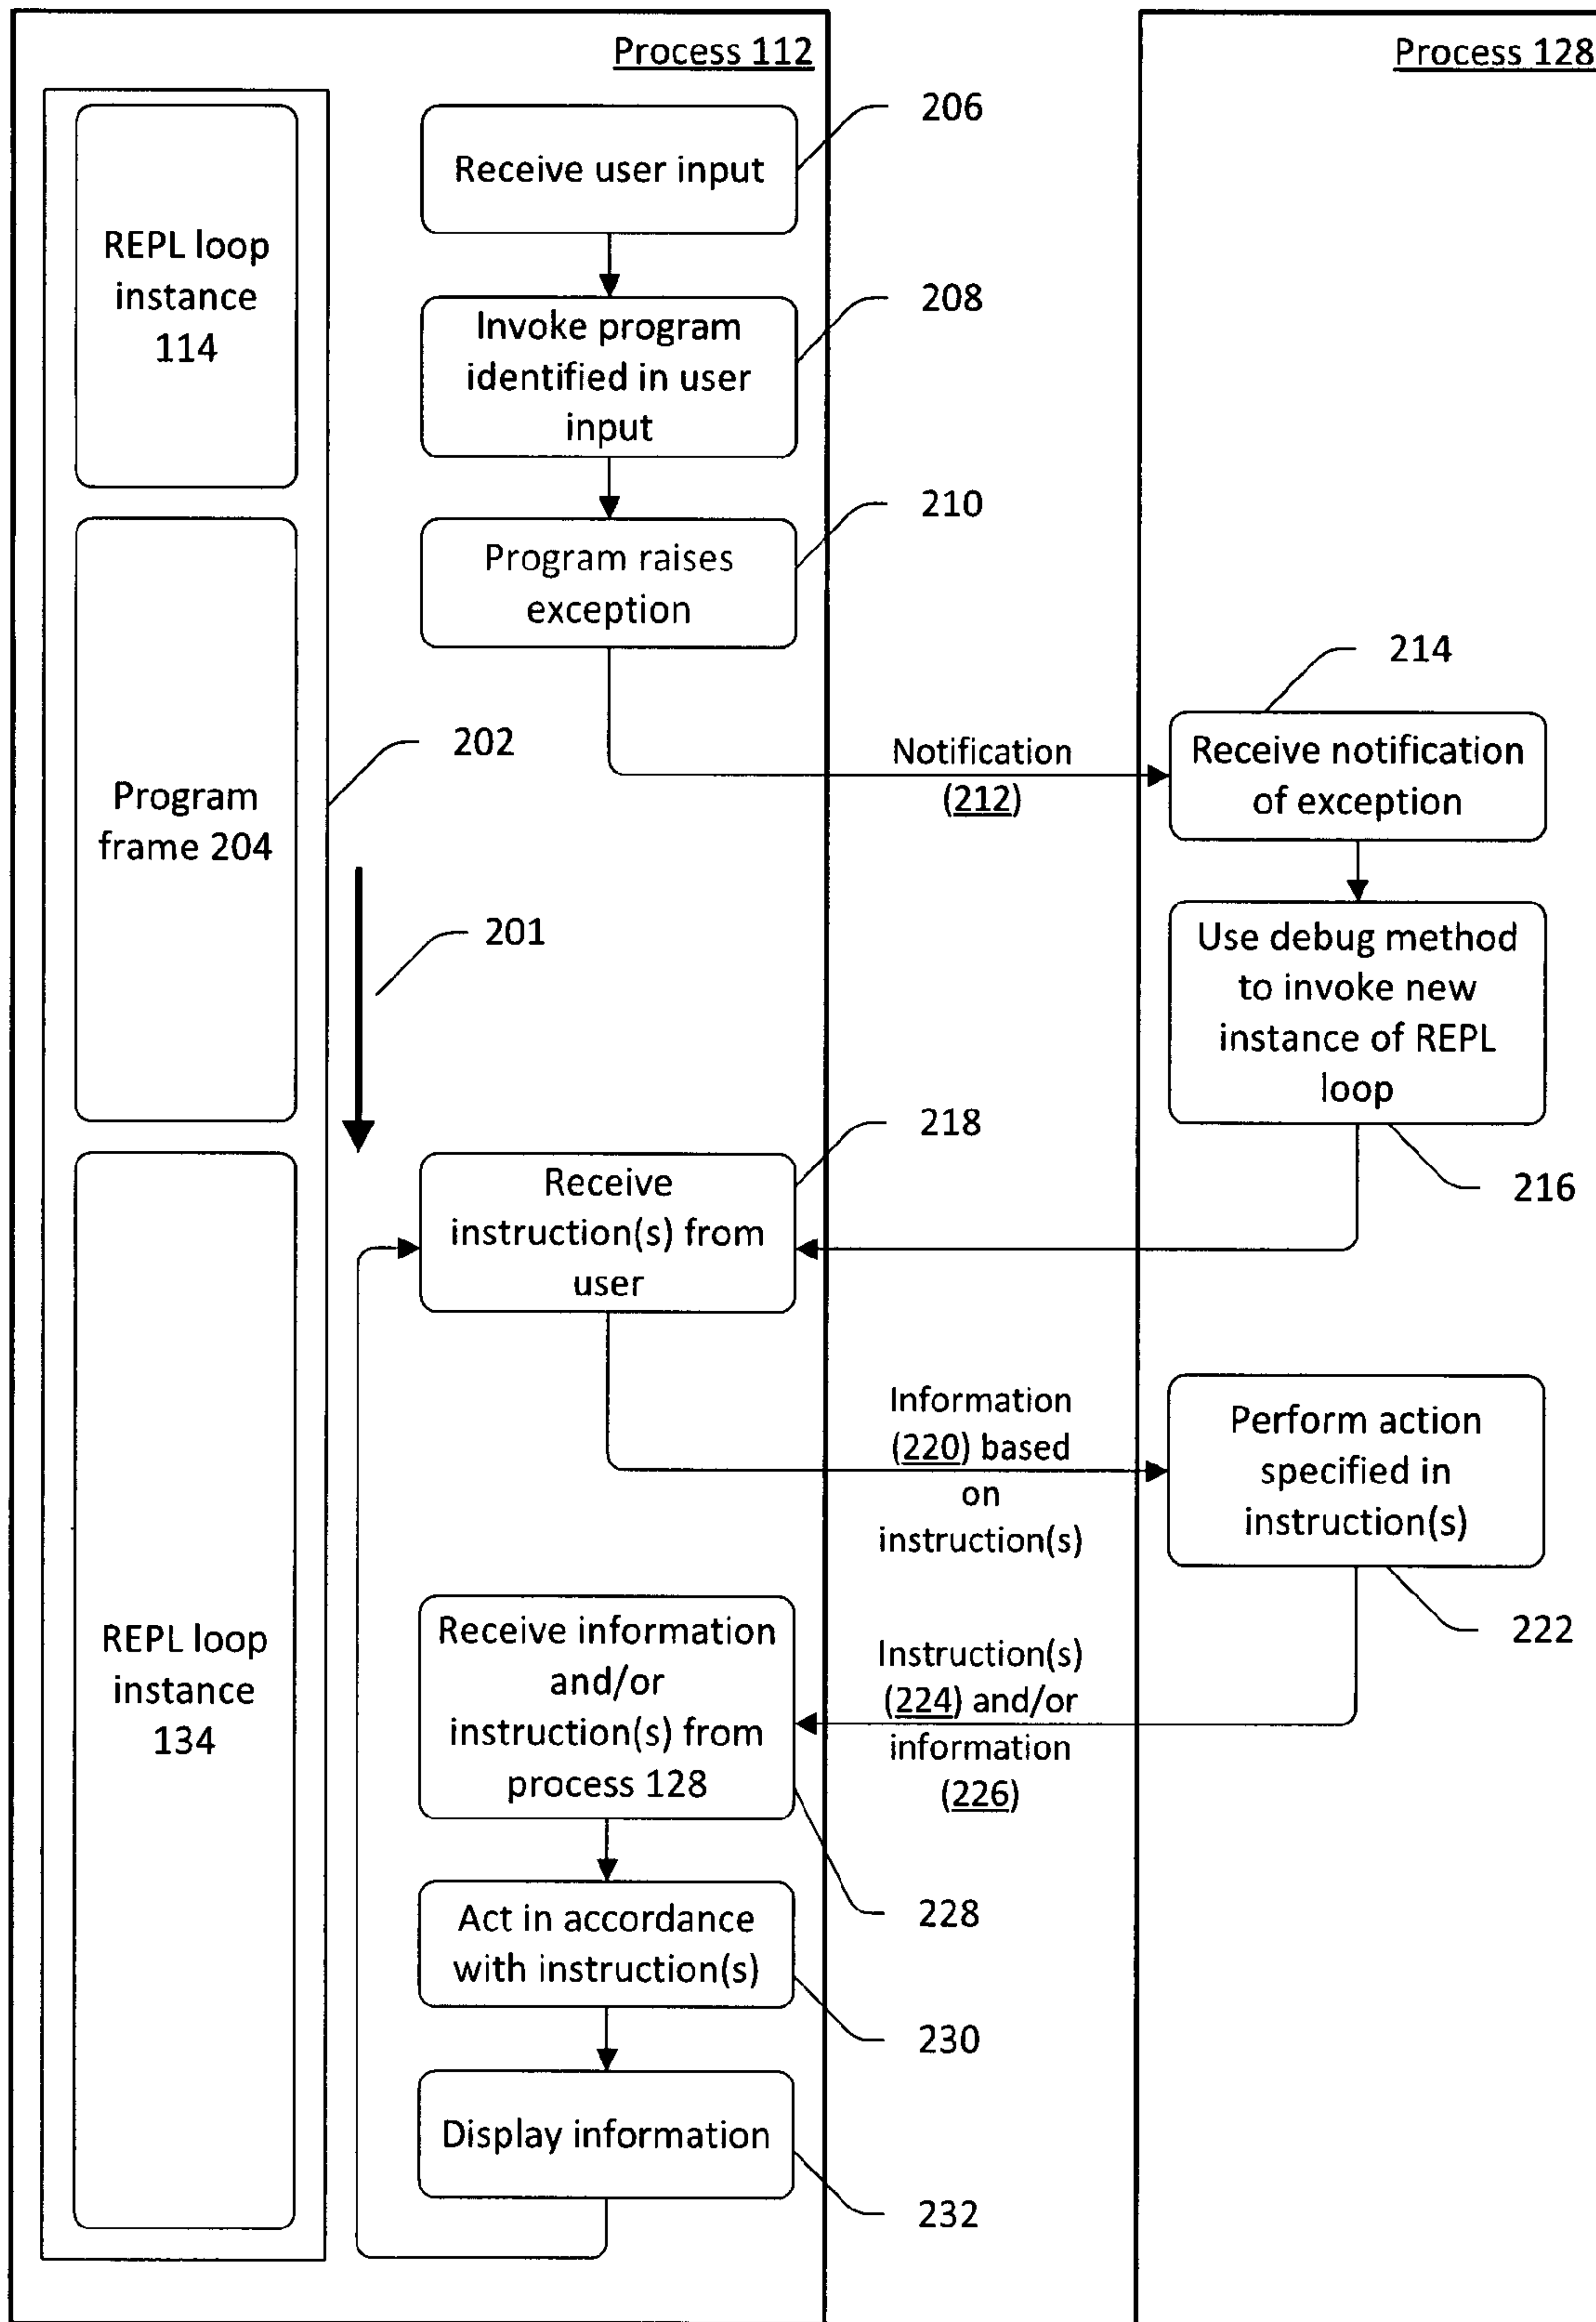 Process 112
Process 128
206
Receive user input
REPL loop
instance
114
208
Invoke program
identified in user
input
210
Program raises
exception
214
202
Notification
(212)
Receive notification
of exception
Program
frame 204
201
Use debug method
to invoke new
instance of REPL
loop
218
216
Receive
instruction(s) from
user
Information
(220) based
on
instruction(s)
Perform action
specified in
instruction(s)
222
REPL loop
instance
134
Receive information
and/or
instruction(s) from
process 128
Instruction(s)
(224) and/or
information
(226)
228
Act in accordance
with instruction(s)
230
Display information
232